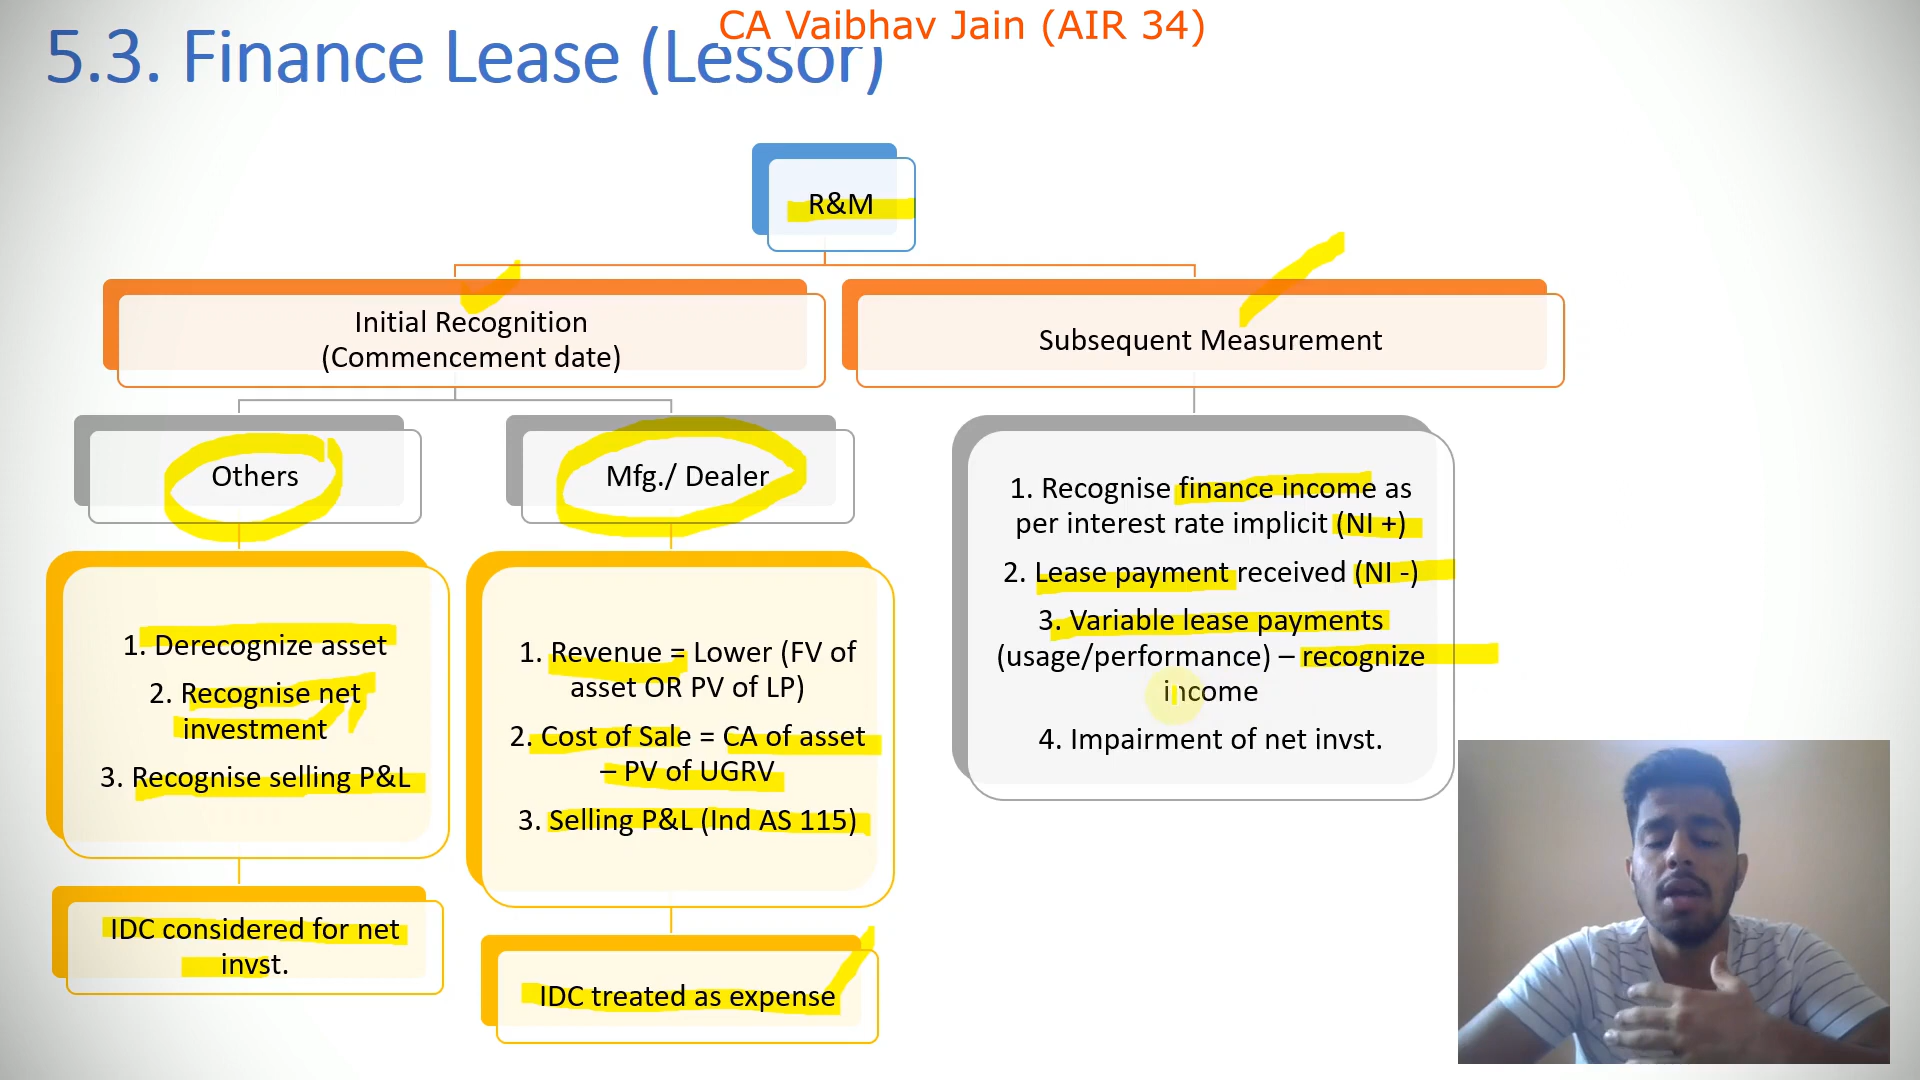 CA Vaibhav Jain (AIR 34)
5.3. Finance Lease (Lessor)
R&M
Initial Recognition
(Commencement date)
Subsequent Measurement
Others
Mfg./ Dealer
1. Derecognize asset
2. Recognise net
investment
3. Recognise selling P&L
IDC considered for net
invst.
1. Revenue = Lower (FV of
asset OR PV of LP)
2. Cost of Sale = CA of asset
– PV of UGRV
3. Selling P&L (Ind AS 115)
IDC treated as expense
1. Recognise finance income as
per interest rate implicit (NI +)
2. Lease payment received (NI -)
3. Variable lease payments
(usage/performance) – recognize
income
4. Impairment of net invst.